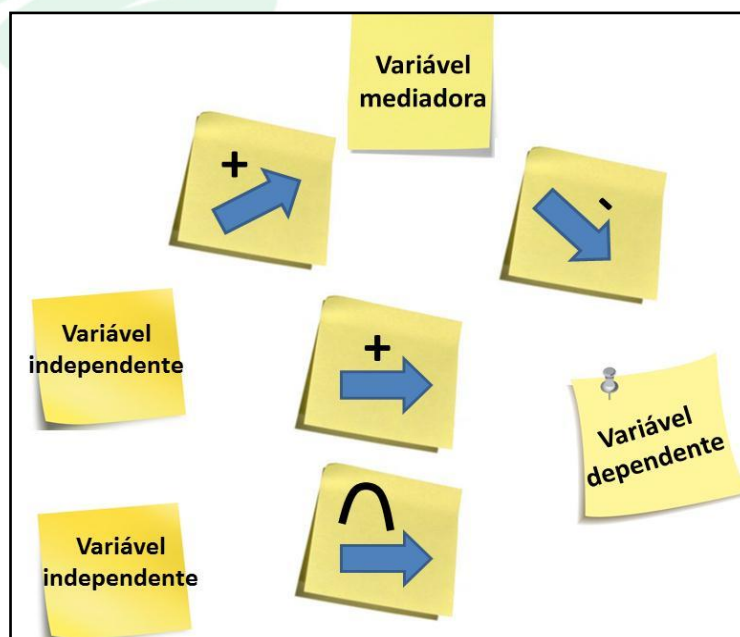 Variável
mediadora
+
-
Variável
independente
+
Variável
dependente
Variável
independente